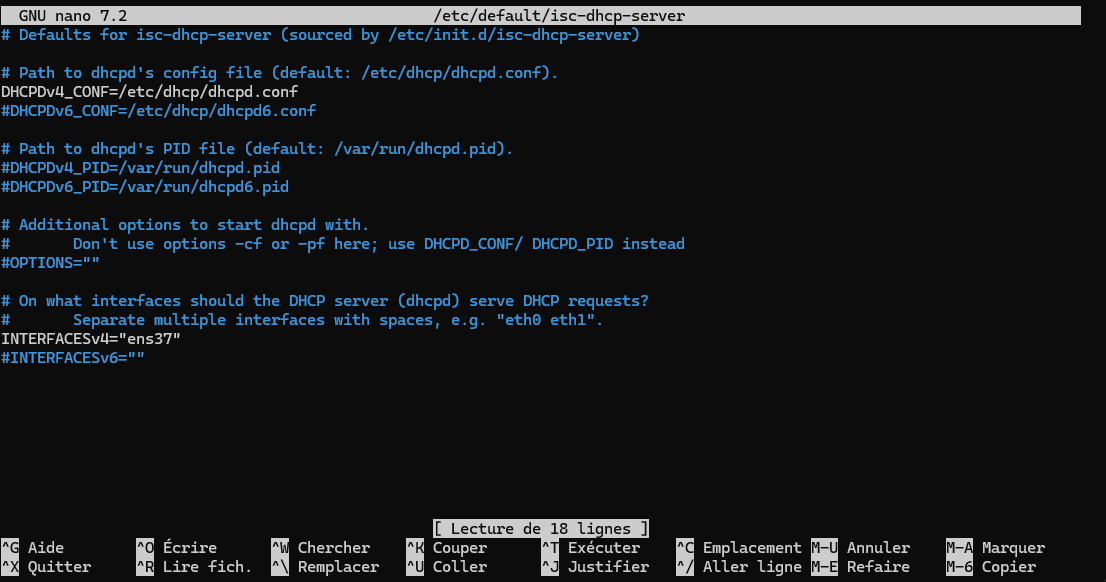 GNU nano 7.2 /etc/default/isc-dhcp-server
# Defaults for isc-dhcp-server (sourced by /etc/init.d/isc-dhcp-server)
# Path to dhcpd's config file (default: /etc/dhcp/dhcpd.conf).
DHCPDv4_CONF=/etc/dhcp/dhcpd.conf
#DHCPDv6_CONF=/etc/dhcp/dhcpd6.conf
# Path to dhcpd's PID file (default: /var/run/dhcpd.pid).
#DHCPDv4_PID=/var/run/dhcpd.pid
#DHCPDv6_PID=/var/run/dhcpd6.pid
# Additional options to start dhcpd with.
#       Don't use options -cf or -pf here; use DHCPD_CONF/ DHCPD_PID instead
#OPTIONS=""
# On what interfaces should the DHCP server (dhcpd) serve DHCP requests?
#       Separate multiple interfaces with spaces, e.g. "eth0 eth1".
INTERFACESv4="ens37"
#INTERFACESv6=""
[ Lecture de 18 lignes ]
^G Aide ^O Écrire ^W Chercher ^K Couper ^T Exécuter ^C Emplacement M-U Annuler M-A Marquer
^X Quitter ^R Lire fich. ^\ Remplacer ^U Coller ^J Justifier ^/ Aller ligne M-E Refaire M-6 Copier